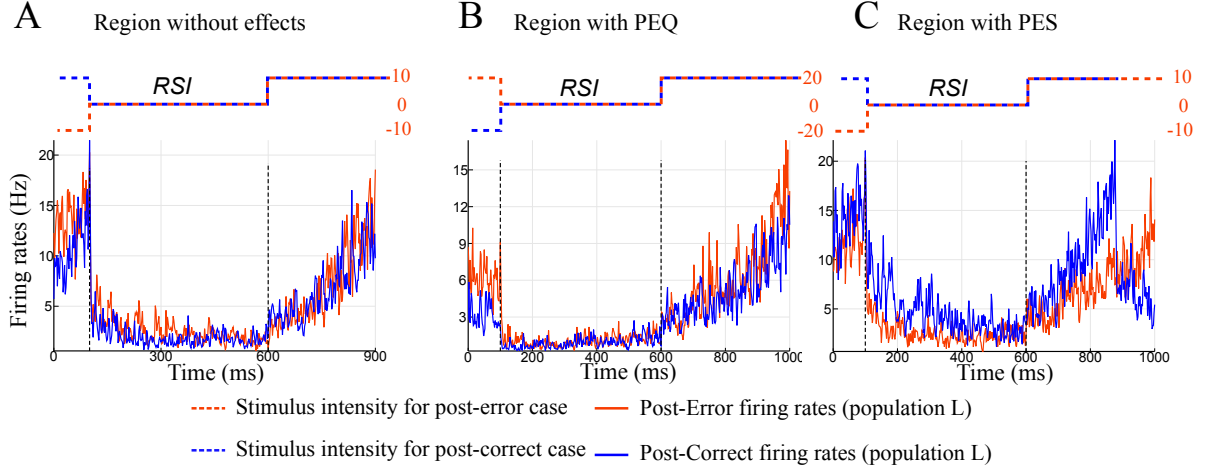 A Region without effects
B Region with PEQ
C Region with PES
RSI
10
0
-10
RSI
20
0
-20
RSI
10
0
-10
Firing rates (Hz)
20
15
10
5
0
300
600
900
Time (ms)
15
12
9
6
3
0
200
400
600
800
1000
Time (ms)
20
15
10
5
0
200
400
600
800
1000
Time (ms)
Stimulus intensity for post-error case
Post-Error firing rates (population L)
Stimulus intensity for post-correct case
Post-Correct firing rates (population L)